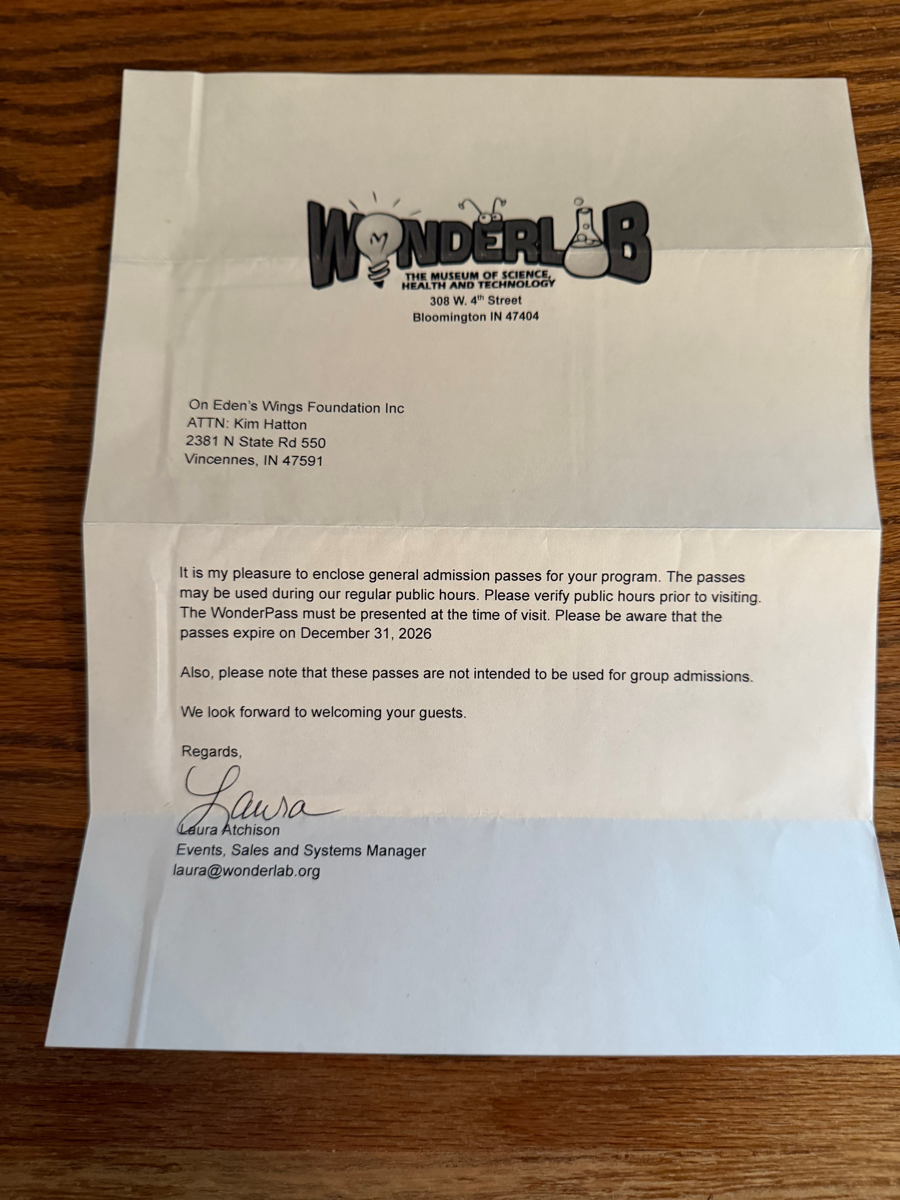 WONDERLAB
THE MUSEUM OF SCIENCE,
HEALTH AND TECHNOLOGY
308 W. 4th Street
Bloomington IN 47404
On Eden's Wings Foundation Inc
ATTN: Kim Hatton
2381 N State Rd 550
Vincennes, IN 47591
It is my pleasure to enclose general admission passes for your program. The passes
may be used during our regular public hours. Please verify public hours prior to visiting.
The WonderPass must be presented at the time of visit. Please be aware that the
passes expire on December 31, 2026
Also, please note that these passes are not intended to be used for group admissions.
We look forward to welcoming your guests.
Regards,
Laura
Laura Atchison
Events, Sales and Systems Manager
laura@wonderlab.org